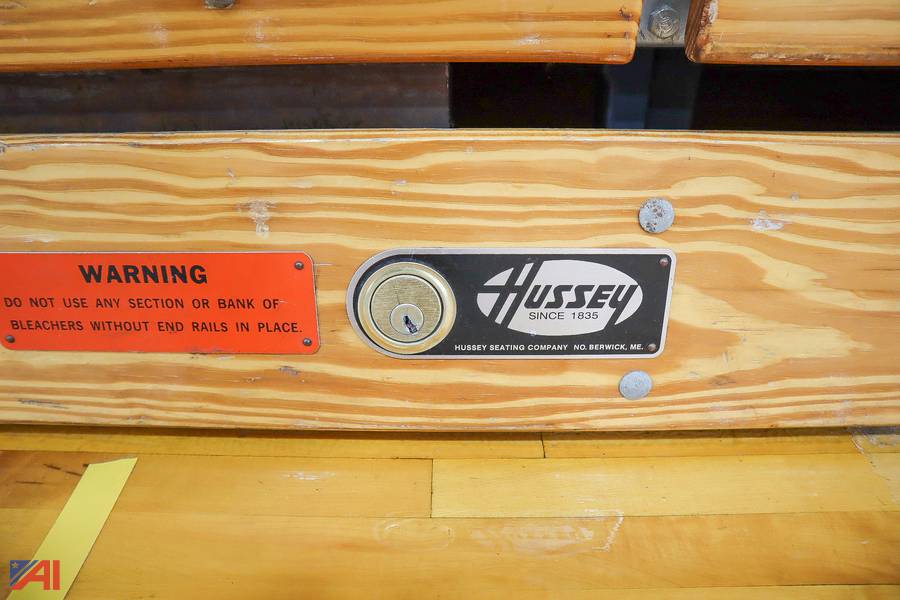 WARNING
DO NOT USE ANY SECTION OR BANK OF
BLEACHERS WITHOUT END RAILS IN PLACE.
HUSSEY
SINCE 1835
HUSSEY SEATING COMPANY NO. BERWICK, ME.
AI